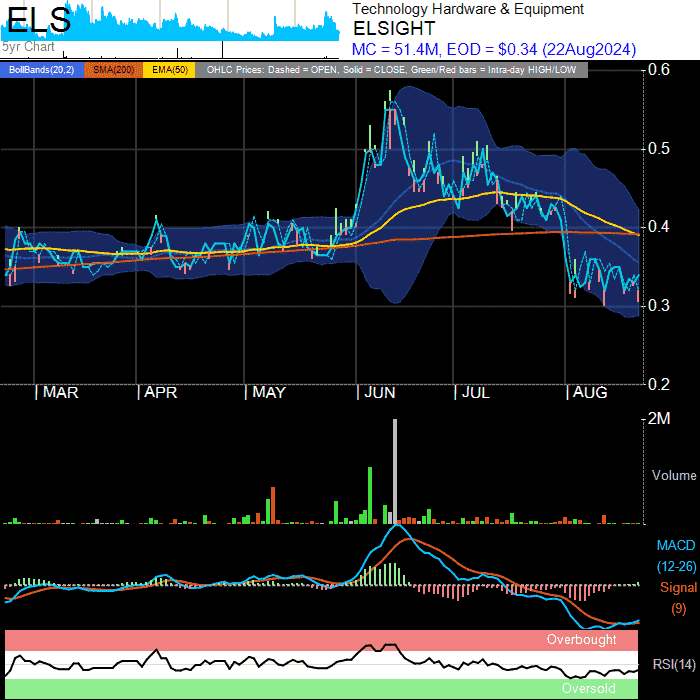 ELS
5yr Chart
Technology Hardware & Equipment
ELSIGHT
MC = 51.4M, EOD = $0.34 (22Aug2024)
BollBands(20,2) SMA(200) EMA(50) OHLC Prices: Dashed = OPEN, Solid = CLOSE, Green/Red bars = Intra-day HIGH/LOW
0.6
0.5
0.4
0.3
0.2
| MAR | APR | MAY | JUN | JUL | AUG
2M
Volume
MACD
(12-26)
Signal
(9)
Overbought
RSI(14)
Oversold